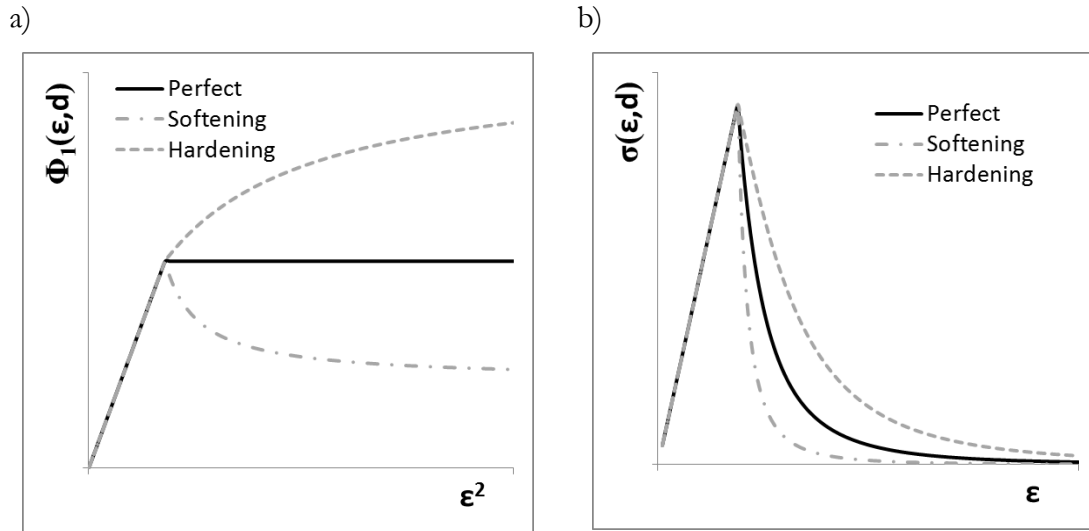 a)
Φ₁(ε,d)
Perfect
Softening
Hardening
ε²
b)
σ(ε,d)
Perfect
Softening
Hardening
ε